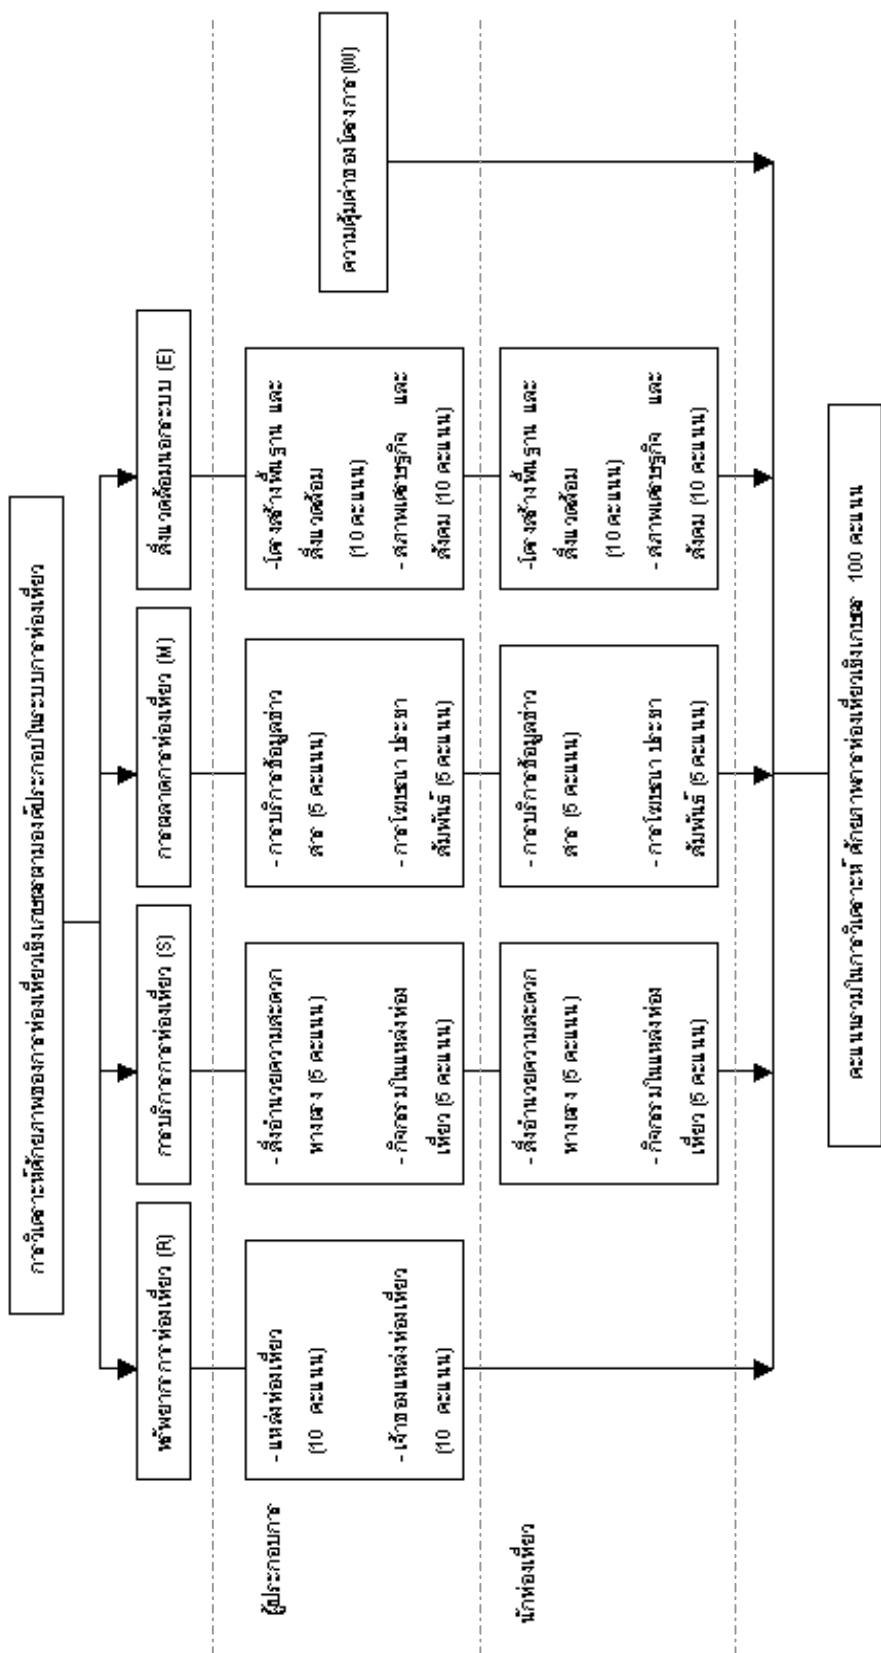 การวิเคราะห์ศักยภาพของการท่องเที่ยวเชิงเกษตรตามองค์ประกอบในระบบการท่องเที่ยว
ทรัพยากรการท่องเที่ยว (R)
การบริการการท่องเที่ยว (S)
การตลาดการท่องเที่ยว (M)
สิ่งแวดล้อมนอกระบบ (E)
ผู้ประกอบการ
- แหล่งท่องเที่ยว
(10 คะแนน)
- เจ้าของแหล่งท่องเที่ยว
(10 คะแนน)
- สิ่งอำนวยความสะดวก
ทางตรง (5 คะแนน)
- กิจกรรมในแหล่งท่อง
เที่ยว (5 คะแนน)
- การบริการข้อมูลข่าว
สาร (5 คะแนน)
- การโฆษณา ประชา
สัมพันธ์ (5 คะแนน)
-โครงสร้างพื้นฐาน และ
สิ่งแวดล้อม
(10 คะแนน)
- สภาพเศรษฐกิจ และ
สังคม (10 คะแนน)
ความคุ้มค่าของโครงการ (W)
นักท่องเที่ยว
- สิ่งอำนวยความสะดวก
ทางตรง (5 คะแนน)
- กิจกรรมในแหล่งท่อง
เที่ยว (5 คะแนน)
- การบริการข้อมูลข่าว
สาร (5 คะแนน)
- การโฆษณา ประชา
สัมพันธ์ (5 คะแนน)
-โครงสร้างพื้นฐาน และ
สิ่งแวดล้อม
(10 คะแนน)
- สภาพเศรษฐกิจ และ
สังคม (10 คะแนน)
คะแนนรวมในการวิเคราะห์ ศักยภาพการท่องเที่ยวเชิงเกษตร 100 คะแนน